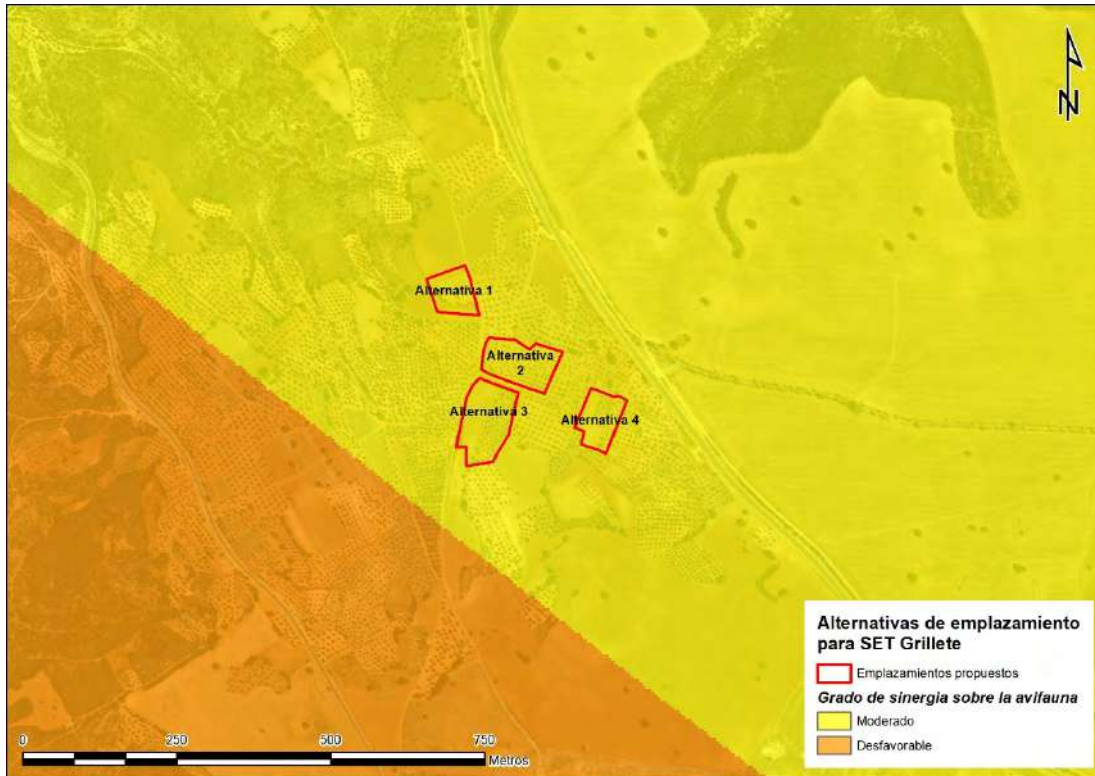 N
Alternativa 1
Alternativa
2
Alternativa 3
Alternativa 4
Alternativas de emplazamiento
para SET Grillete
Emplazamientos propuestos
Grado de sinergia sobre la avifauna
Moderado
Desfavorable
0 250 500 750
Metros